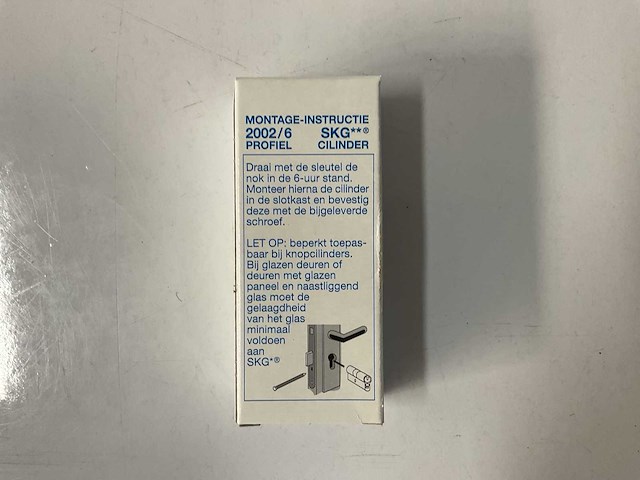 MONTAGE-INSTRUCTIE
2002/6 SKG**®
PROFIEL CILINDER
Draai met de sleutel de
nok in de 6-uur stand.
Monteer hierna de cilinder
in de slotkast en bevestig
deze met de bijgeleverde
schroef.
LET OP: beperkt toepas-
baar bij knopcilinders.
Bij glazen deuren of
deuren met glazen
paneel en naastliggend
glas moet de
gelaagdheid
van het glas
minimaal
voldoen
aan
SKG*®